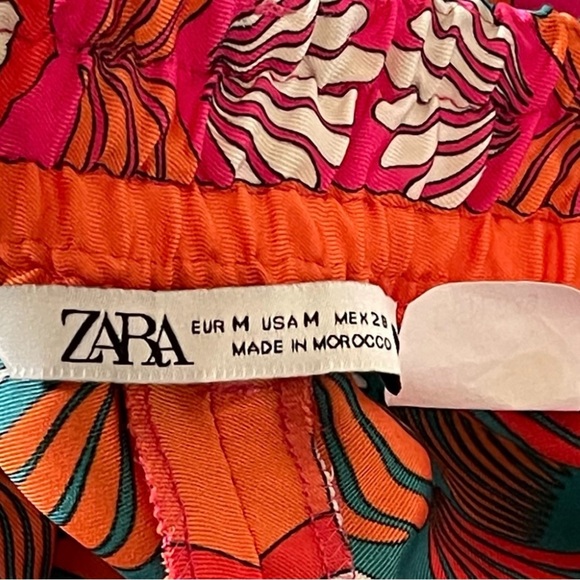 ZARA
EUR M USA M MEX 28
MADE IN MOROCCO